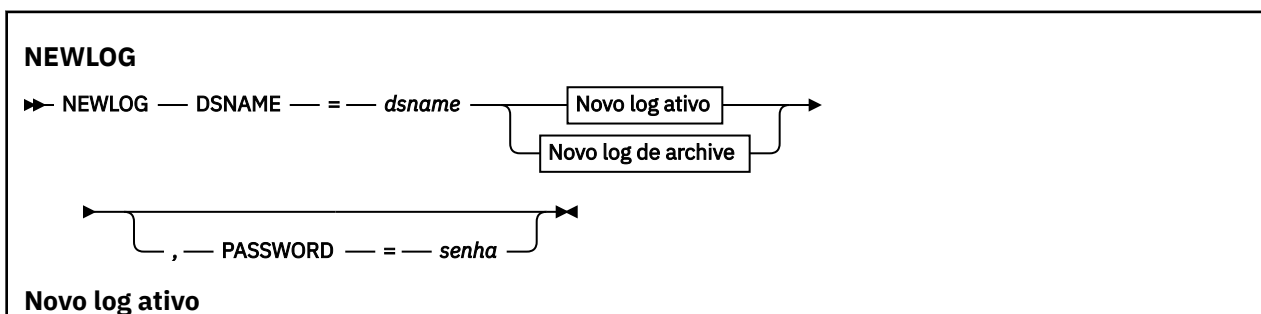 NEWLOG
NEWLOG DSNAME = dsname Novo log ativo
Novo log de archive
, PASSWORD = senha
Novo log ativo